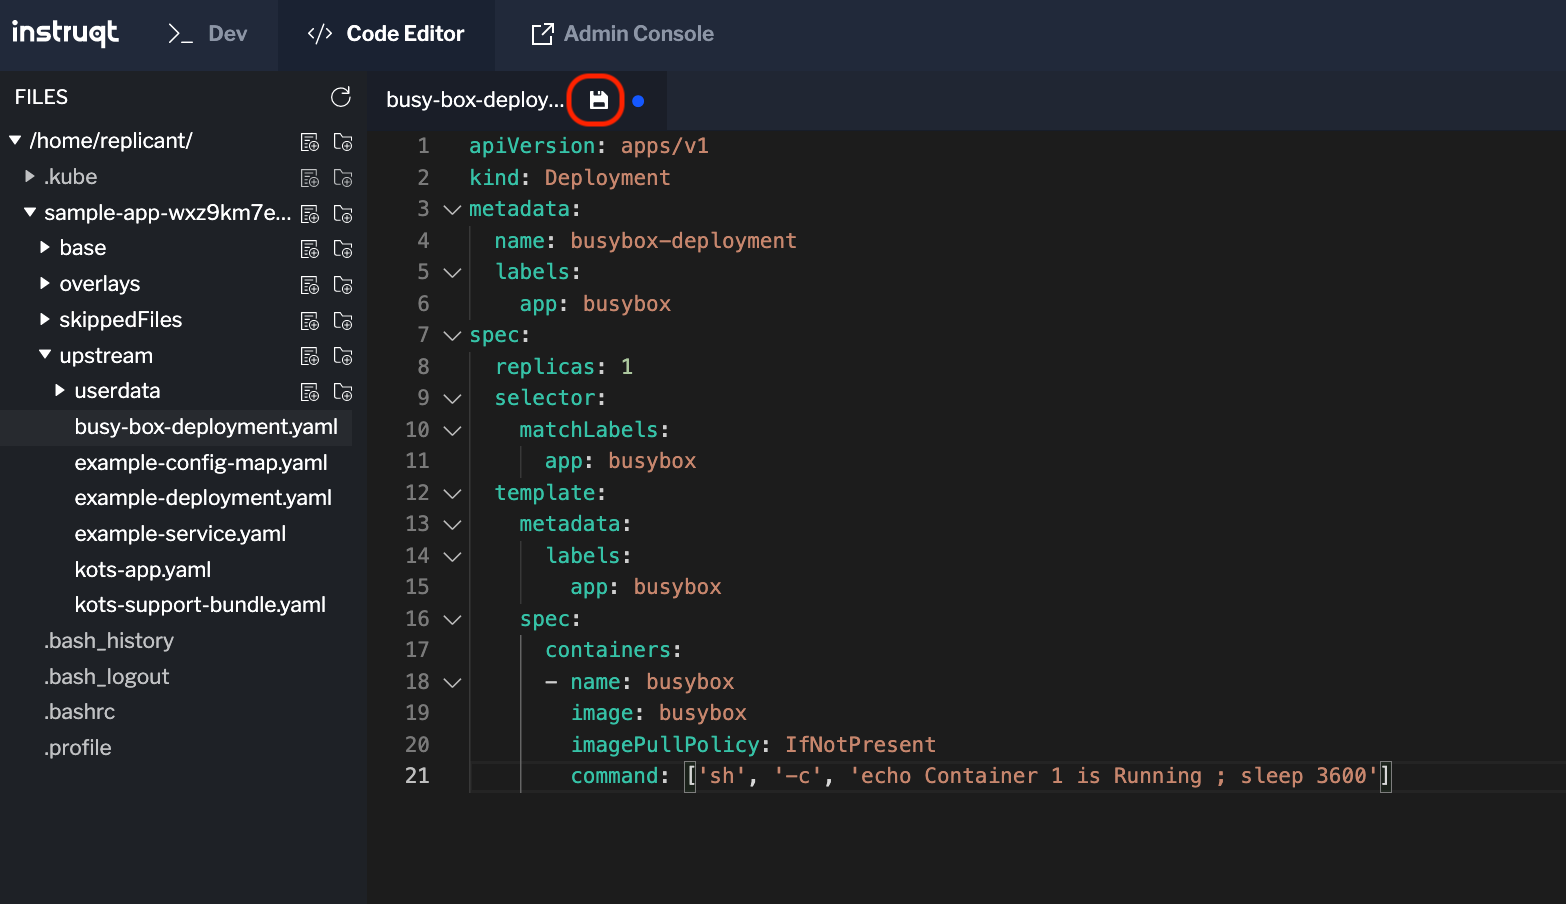 instruqt
>_ Dev
</> Code Editor
Admin Console
FILES
/home/replicant/
.kube
sample-app-wxz9km7e...
base
overlays
skippedFiles
upstream
userdata
busy-box-deployment.yaml
example-config-map.yaml
example-deployment.yaml
example-service.yaml
kots-app.yaml
kots-support-bundle.yaml
.bash_history
.bash_logout
.bashrc
.profile
busy-box-deploy...
1 apiVersion: apps/v1
2 kind: Deployment
3 metadata:
4   name: busybox-deployment
5   labels:
6     app: busybox
7 spec:
8   replicas: 1
9   selector:
10     matchLabels:
11       app: busybox
12   template:
13     metadata:
14       labels:
15         app: busybox
16     spec:
17       containers:
18       - name: busybox
19         image: busybox
20         imagePullPolicy: IfNotPresent
21         command: ['sh', '-c', 'echo Container 1 is Running ; sleep 3600']